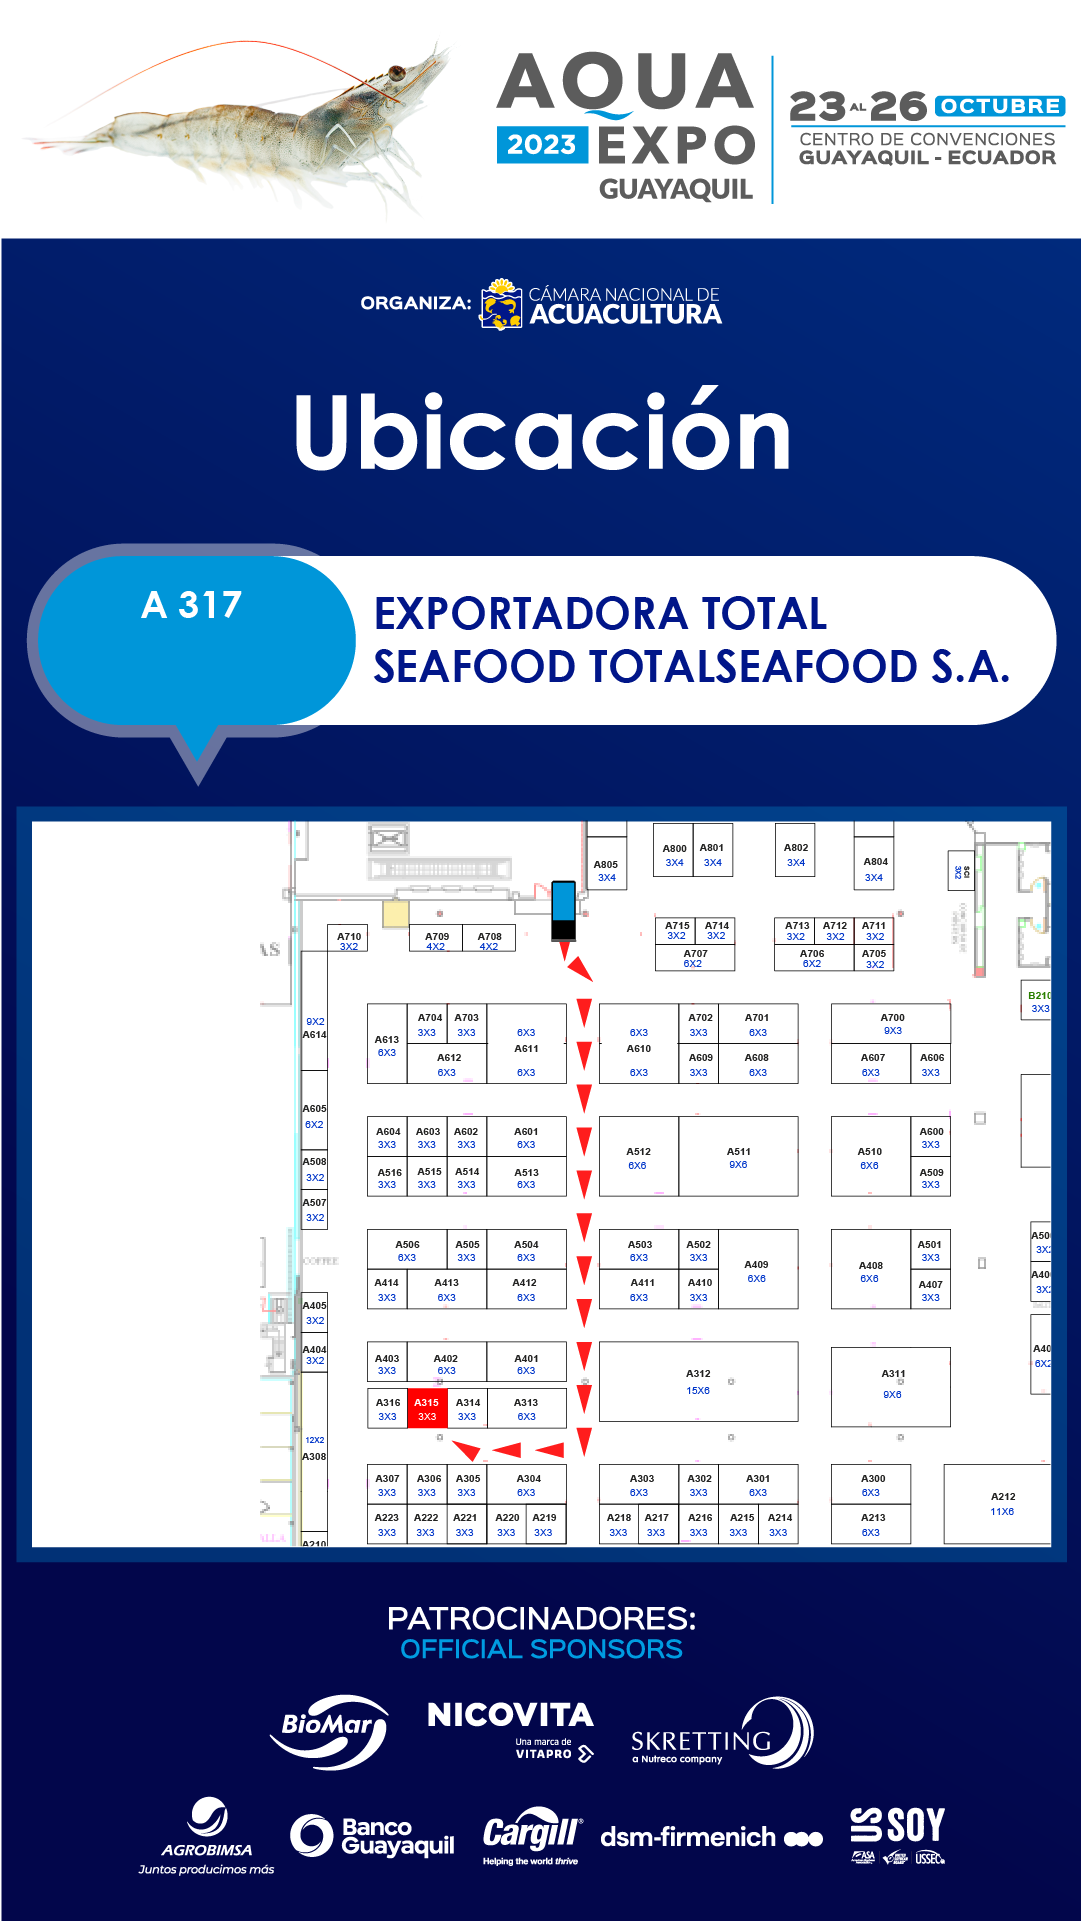 AQUA
2023 EXPO
GUAYAQUIL
23 AL 26 OCTUBRE
CENTRO DE CONVENCIONES
GUAYAQUIL - ECUADOR
ORGANIZA:
CÁMARA NACIONAL DE
ACUACULTURA
Ubicación
A 317
EXPORTADORA TOTAL
SEAFOOD TOTALSEAFOOD S.A.
A805 3X4
A800 3X4
A801 3X4
A802 3X4
A804 3X4
SCI 3X2
A710 3X2
A709 4X2
A708 4X2
A715 3X2
A714 3X2
A707 6X2
A713 3X2
A712 3X2
A711 3X2
A706 6X2
A705 3X2
B210 3X3
9X2 A614
A613 6X3
A704 3X3
A703 3X3
A612 6X3
6X3 A611 6X3
6X3 A610 6X3
A702 3X3
A701 6X3
A609 3X3
A608 6X3
A700 9X3
A607 6X3
A606 3X3
A605 6X2
A508 3X2
A507 3X2
A604 3X3
A603 3X3
A602 3X3
A601 6X3
A516 3X3
A515 3X3
A514 3X3
A513 6X3
A512 6X6
A511 9X6
A510 6X6
A600 3X3
A509 3X3
COFFEE
A506 6X3
A505 3X3
A504 6X3
A414 3X3
A413 6X3
A412 6X3
A503 6X3
A502 3X3
A411 6X3
A410 3X3
A409 6X6
A408 6X6
A501 3X3
A407 3X3
A50 3X2
A40 3X2
A405 3X2
A404 3X2
A403 3X3
A402 6X3
A401 6X3
A316 3X3
A315 3X3
A314 3X3
A313 6X3
A312 15X6
A311 9X6
A40 6X2
12X2 A308
A307 3X3
A306 3X3
A305 3X3
A304 6X3
A223 3X3
A222 3X3
A221 3X3
A220 3X3
A219 3X3
A303 6X3
A302 3X3
A301 6X3
A218 3X3
A217 3X3
A216 3X3
A215 3X3
A214 3X3
A300 6X3
A213 6X3
A212 11X6
A210
PATROCINADORES:
OFFICIAL SPONSORS
BioMar
NICOVITA
Una marca de
VITAPRO
SKRETTING
a Nutreco company
AGROBIMSA
Juntos producimos más
Banco
Guayaquil
Cargill®
Helping the world thrive
dsm-firmenich
US SOY
ASA
USSEC